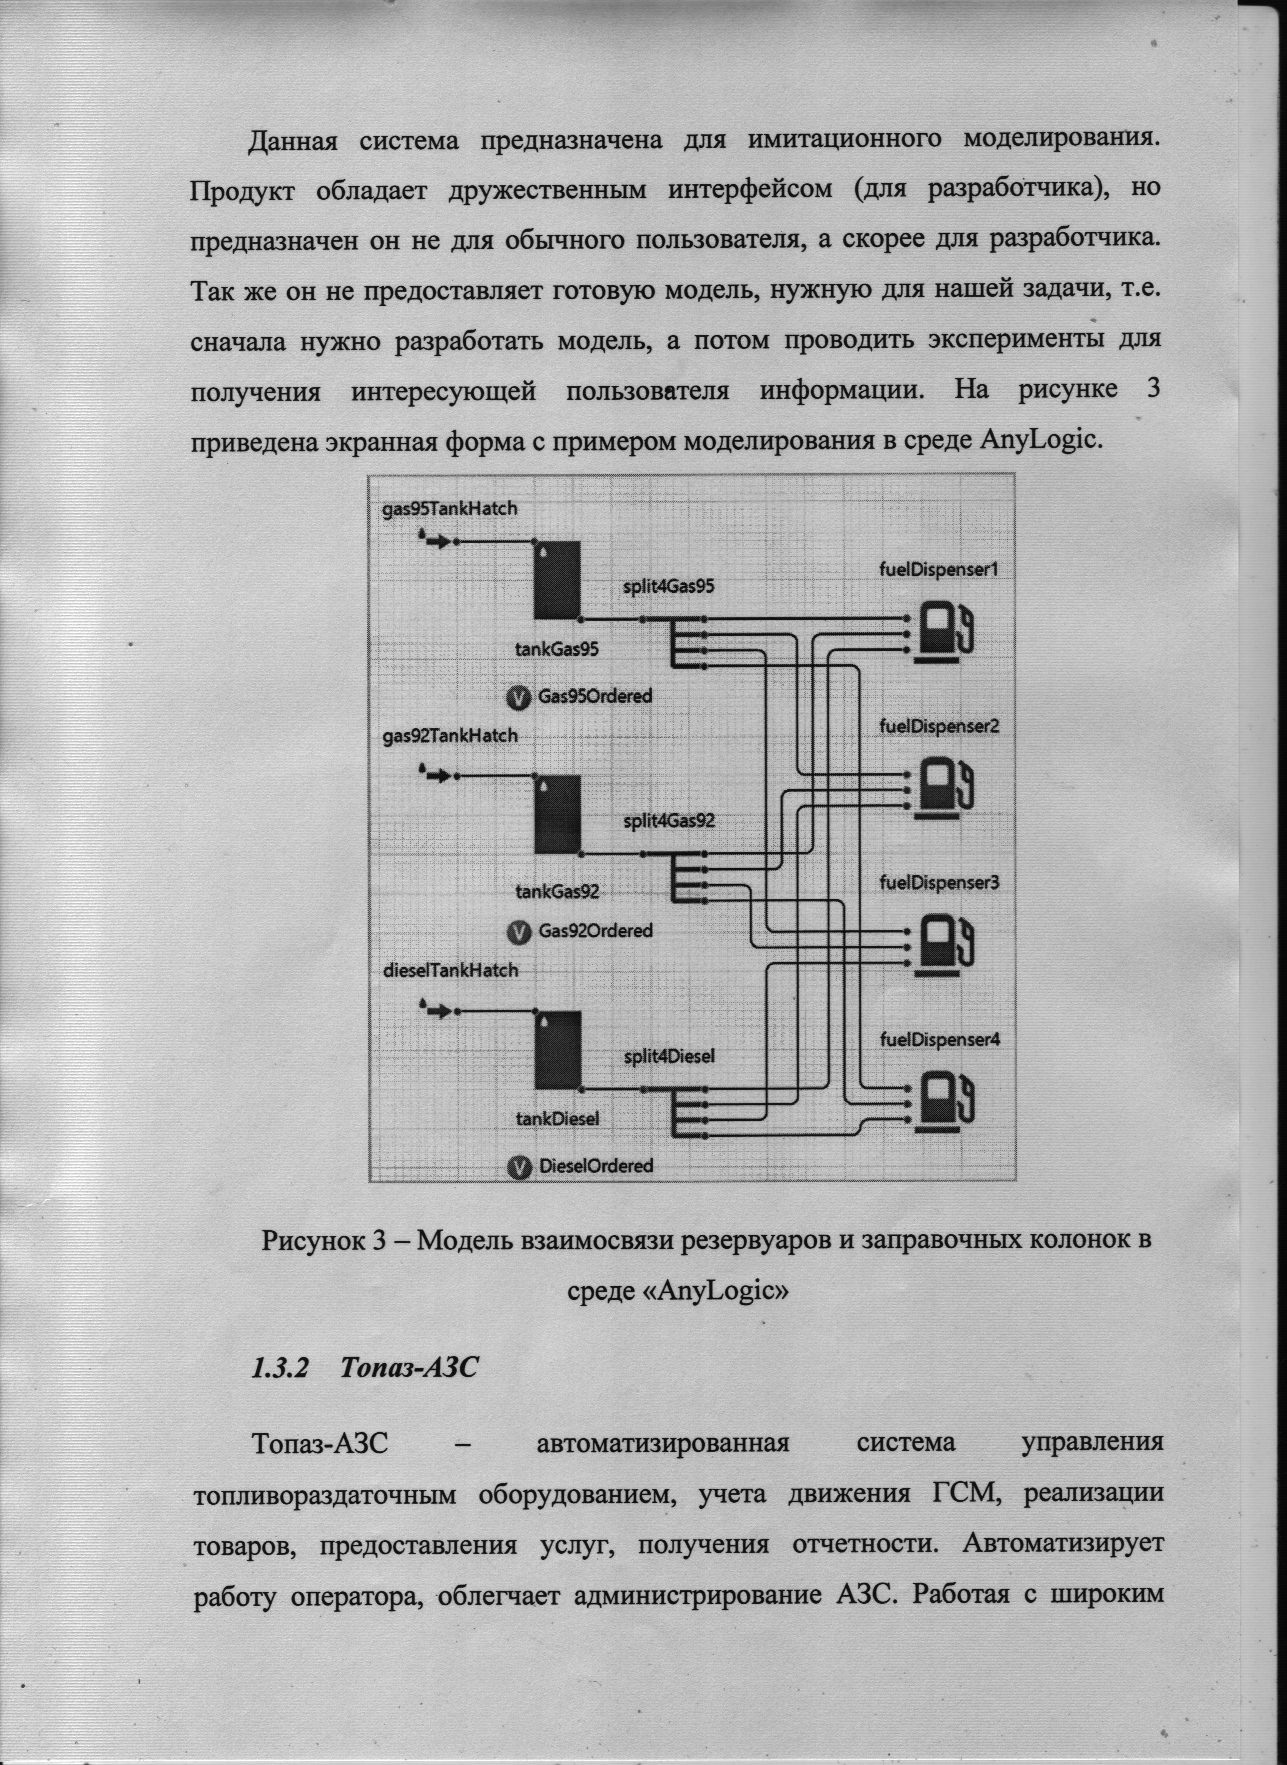 Данная система предназначена для имитационного моделирования.
Продукт обладает дружественным интерфейсом (для разработчика), но
предназначен он не для обычного пользователя, а скорее для разработчика.
Так же он не предоставляет готовую модель, нужную для нашей задачи, т.е.
сначала нужно разработать модель, а потом проводить эксперименты для
получения интересующей пользователя информации. На рисунке 3
приведена экранная форма с примером моделирования в среде AnyLogic.
gas95TankHatch
fuelDispenser1
split4Gas95
tankGas95
V Gas95Ordered
fuelDispenser2
gas92TankHatch
split4Gas92
fuelDispenser3
tankGas92
V Gas92Ordered
dieselTankHatch
fuelDispenser4
split4Diesel
tankDiesel
V DieselOrdered
Рисунок 3 – Модель взаимосвязи резервуаров и заправочных колонок в
среде «AnyLogic»
1.3.2 Топаз-АЗС
Топаз-АЗС – автоматизированная система управления
топливораздаточным оборудованием, учета движения ГСМ, реализации
товаров, предоставления услуг, получения отчетности. Автоматизирует
работу оператора, облегчает администрирование АЗС. Работая с широким